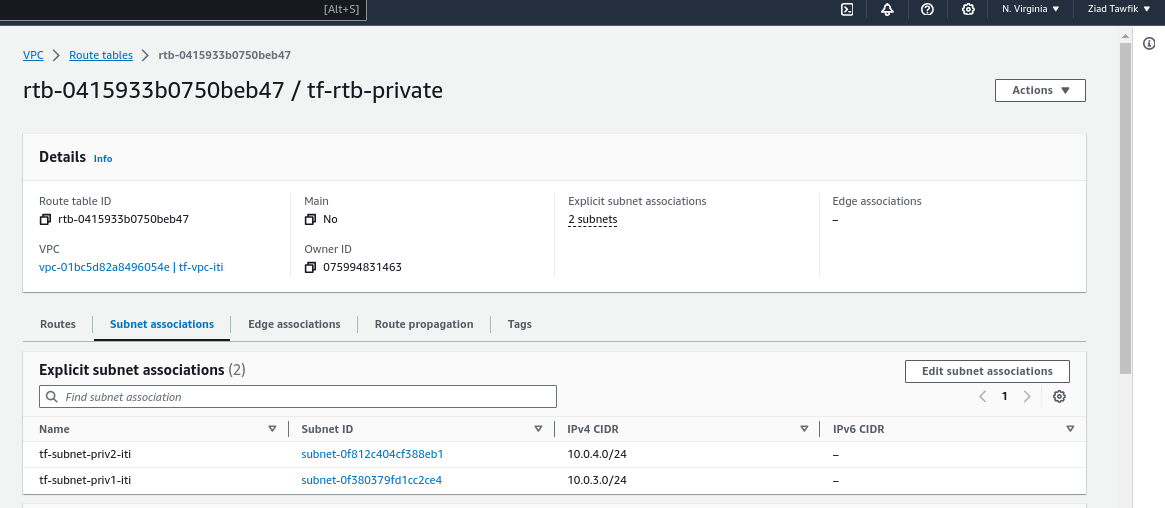 [Alt+S] N. Virginia ▼ Ziad Tawfik ▼
VPC > Route tables > rtb-0415933b0750beb47
rtb-0415933b0750beb47 / tf-rtb-private
Actions ▼
Details Info
Route table ID
rtb-0415933b0750beb47
VPC
vpc-01bc5d82a8496054e | tf-vpc-iti
Main
No
Owner ID
075994831463
Explicit subnet associations
2 subnets
Edge associations
–
Routes Subnet associations Edge associations Route propagation Tags
Explicit subnet associations (2)
Edit subnet associations
Find subnet association
1
Name Subnet ID IPv4 CIDR IPv6 CIDR
tf-subnet-priv2-iti subnet-0f812c404cf388eb1 10.0.4.0/24 –
tf-subnet-priv1-iti subnet-0f380379fd1cc2ce4 10.0.3.0/24 –